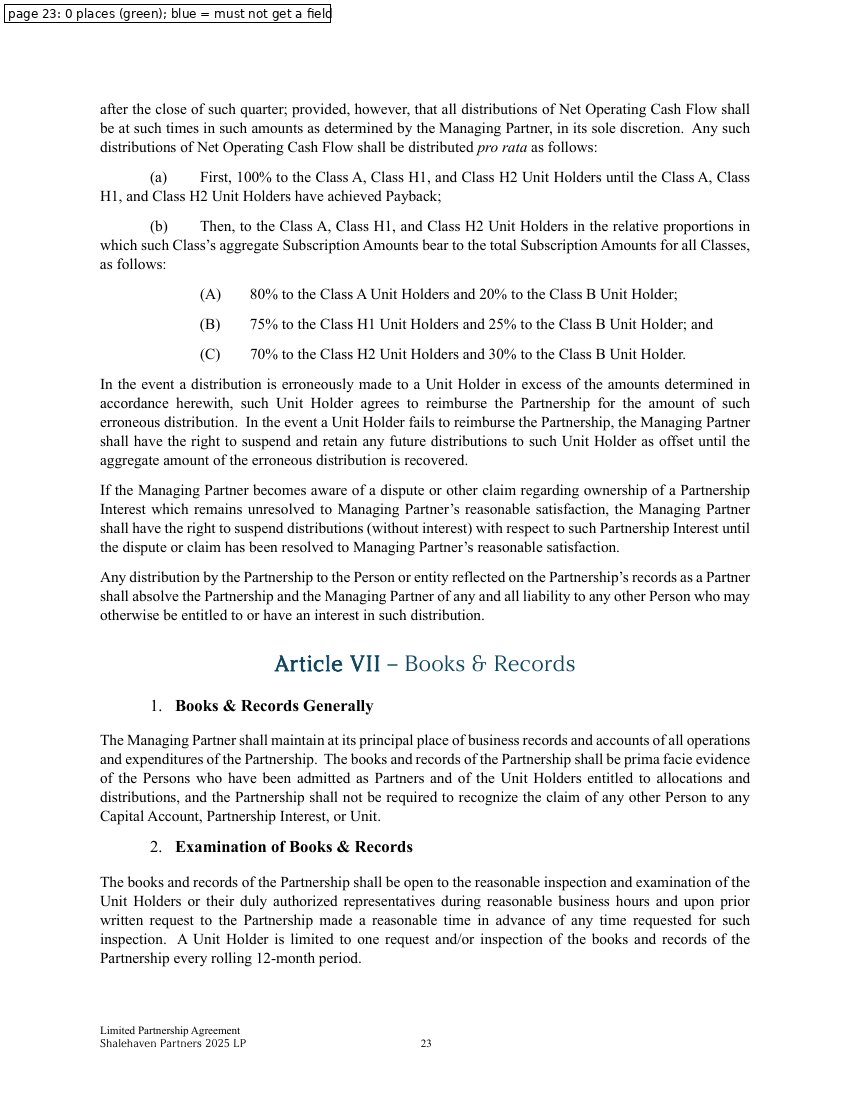 page 23: 0 places (green); blue = must not get a field
after the close of such quarter; provided, however, that all distributions of Net Operating Cash Flow shall
be at such times in such amounts as determined by the Managing Partner, in its sole discretion.  Any such
distributions of Net Operating Cash Flow shall be distributed pro rata as follows:
(a) First, 100% to the Class A, Class H1, and Class H2 Unit Holders until the Class A, Class
H1, and Class H2 Unit Holders have achieved Payback;
(b) Then, to the Class A, Class H1, and Class H2 Unit Holders in the relative proportions in
which such Class’s aggregate Subscription Amounts bear to the total Subscription Amounts for all Classes,
as follows:
(A) 80% to the Class A Unit Holders and 20% to the Class B Unit Holder;
(B) 75% to the Class H1 Unit Holders and 25% to the Class B Unit Holder; and
(C) 70% to the Class H2 Unit Holders and 30% to the Class B Unit Holder.
In the event a distribution is erroneously made to a Unit Holder in excess of the amounts determined in
accordance herewith, such Unit Holder agrees to reimburse the Partnership for the amount of such
erroneous distribution.  In the event a Unit Holder fails to reimburse the Partnership, the Managing Partner
shall have the right to suspend and retain any future distributions to such Unit Holder as offset until the
aggregate amount of the erroneous distribution is recovered.
If the Managing Partner becomes aware of a dispute or other claim regarding ownership of a Partnership
Interest which remains unresolved to Managing Partner’s reasonable satisfaction, the Managing Partner
shall have the right to suspend distributions (without interest) with respect to such Partnership Interest until
the dispute or claim has been resolved to Managing Partner’s reasonable satisfaction.
Any distribution by the Partnership to the Person or entity reflected on the Partnership’s records as a Partner
shall absolve the Partnership and the Managing Partner of any and all liability to any other Person who may
otherwise be entitled to or have an interest in such distribution.
Article VII – Books & Records
1. Books & Records Generally
The Managing Partner shall maintain at its principal place of business records and accounts of all operations
and expenditures of the Partnership.  The books and records of the Partnership shall be prima facie evidence
of the Persons who have been admitted as Partners and of the Unit Holders entitled to allocations and
distributions, and the Partnership shall not be required to recognize the claim of any other Person to any
Capital Account, Partnership Interest, or Unit.
2. Examination of Books & Records
The books and records of the Partnership shall be open to the reasonable inspection and examination of the
Unit Holders or their duly authorized representatives during reasonable business hours and upon prior
written request to the Partnership made a reasonable time in advance of any time requested for such
inspection.  A Unit Holder is limited to one request and/or inspection of the books and records of the
Partnership every rolling 12-month period.
Limited Partnership Agreement
Shalehaven Partners 2025 LP 23